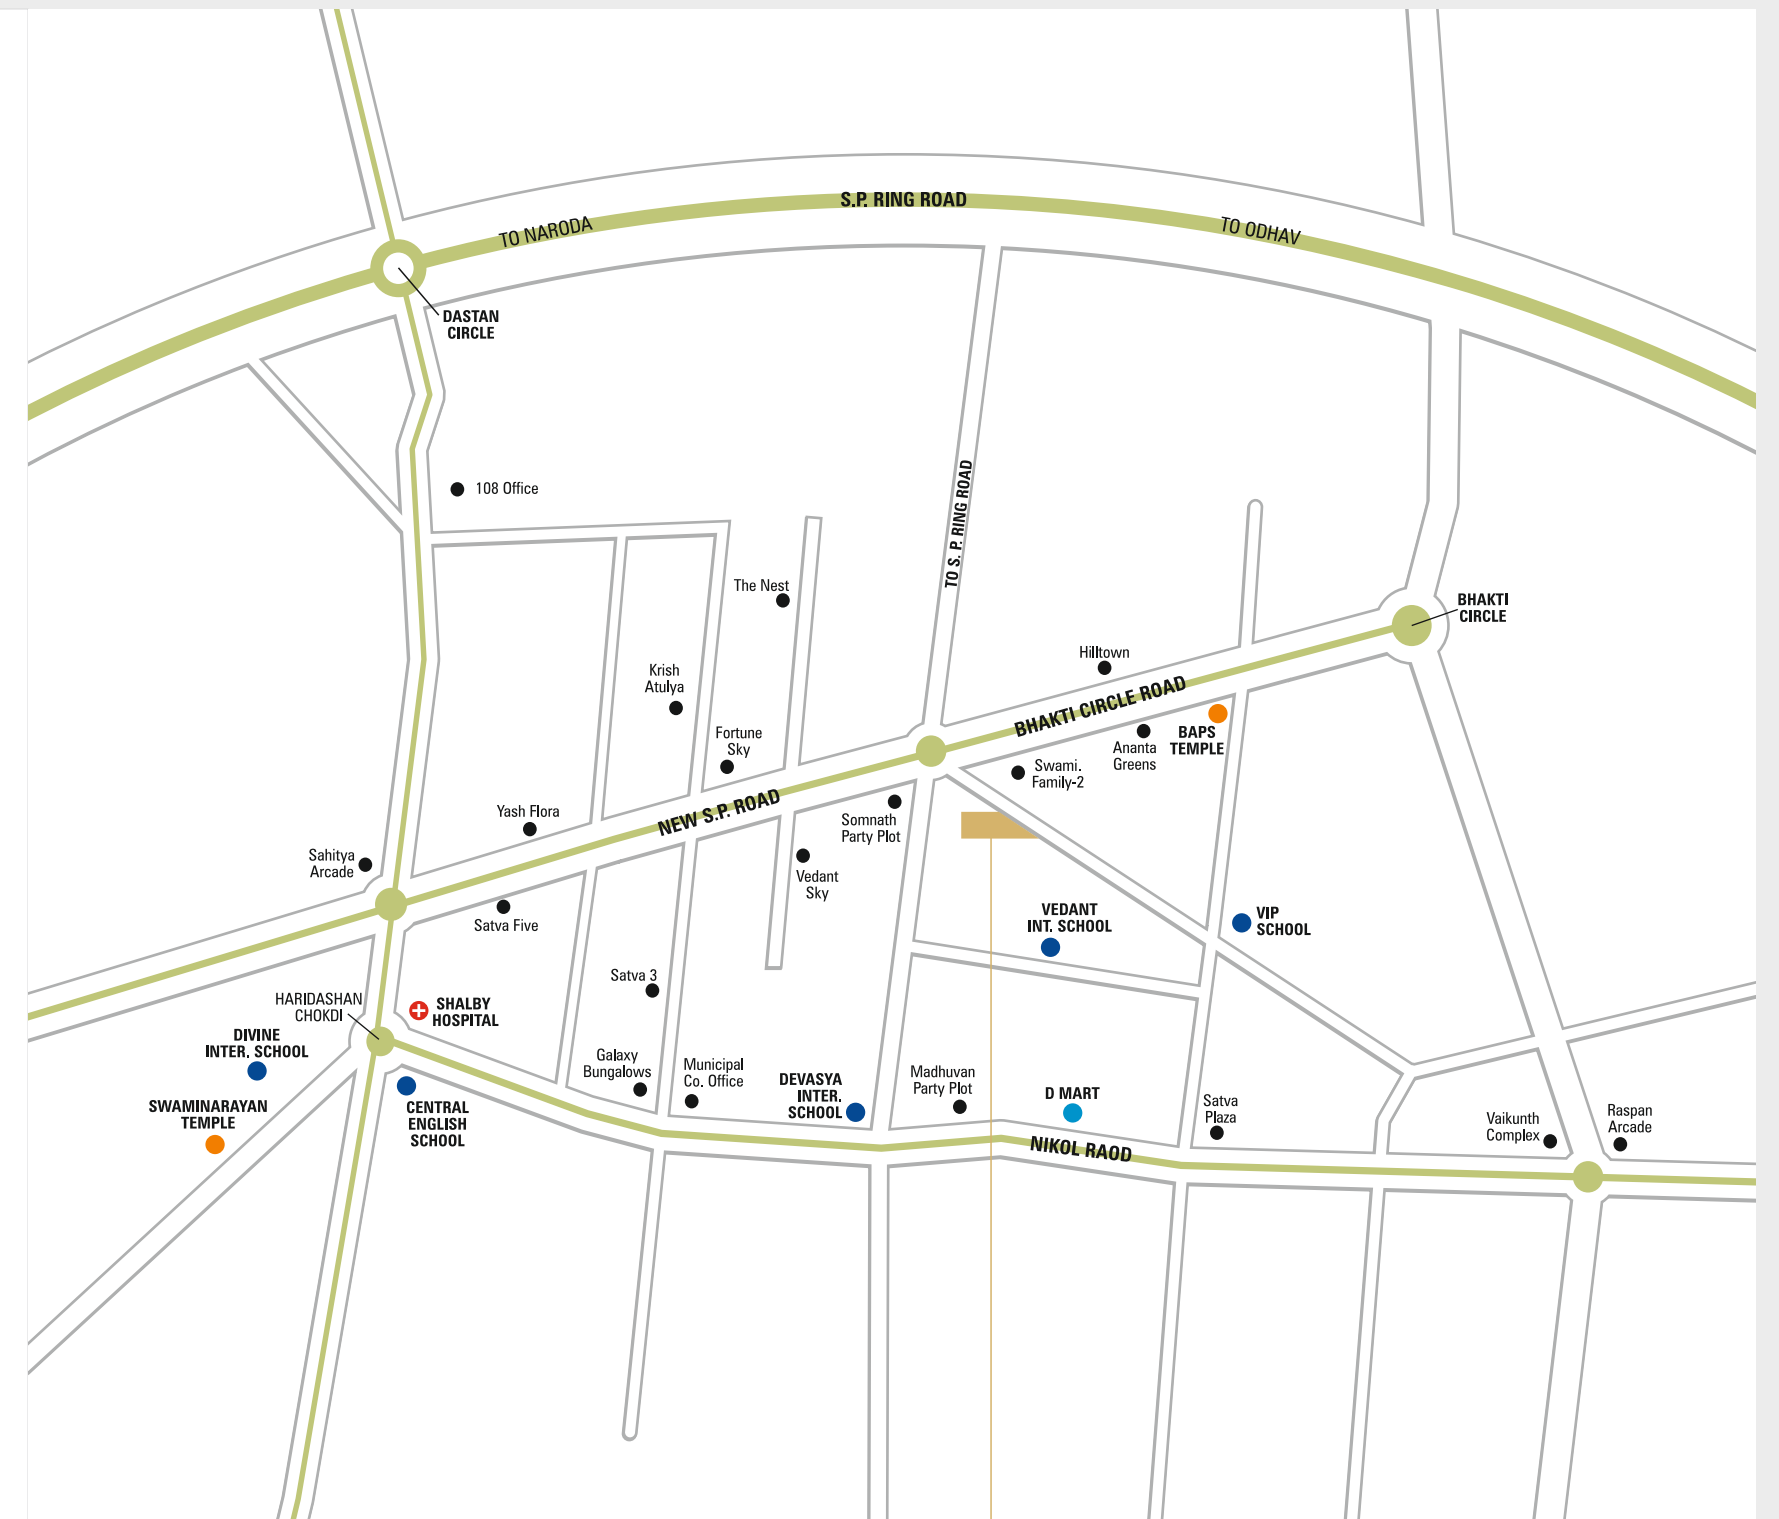 S.P. RING ROAD
TO NARODA
TO ODHAV
DASTAN
CIRCLE
108 Office
TO S. P. RING ROAD
The Nest
BHAKTI
CIRCLE
Hilltown
Krish
Atulya
BHAKTI CIRCLE ROAD
Fortune
Sky
BAPS
TEMPLE
Ananta
Greens
Swami.
Family-2
NEW S.P. ROAD
Yash Flora
Somnath
Party Plot
Sahitya
Arcade
Vedant
Sky
Satva Five
VEDANT
INT. SCHOOL
VIP
SCHOOL
Satva 3
HARIDASHAN
CHOKDI
SHALBY
HOSPITAL
DIVINE
INTER. SCHOOL
Galaxy
Bungalows
Municipal
Co. Office
DEVASYA
INTER.
SCHOOL
Madhuvan
Party Plot
D MART
Satva
Plaza
SWAMINARAYAN
TEMPLE
CENTRAL
ENGLISH
SCHOOL
Vaikunth
Complex
Raspan
Arcade
NIKOL RAOD